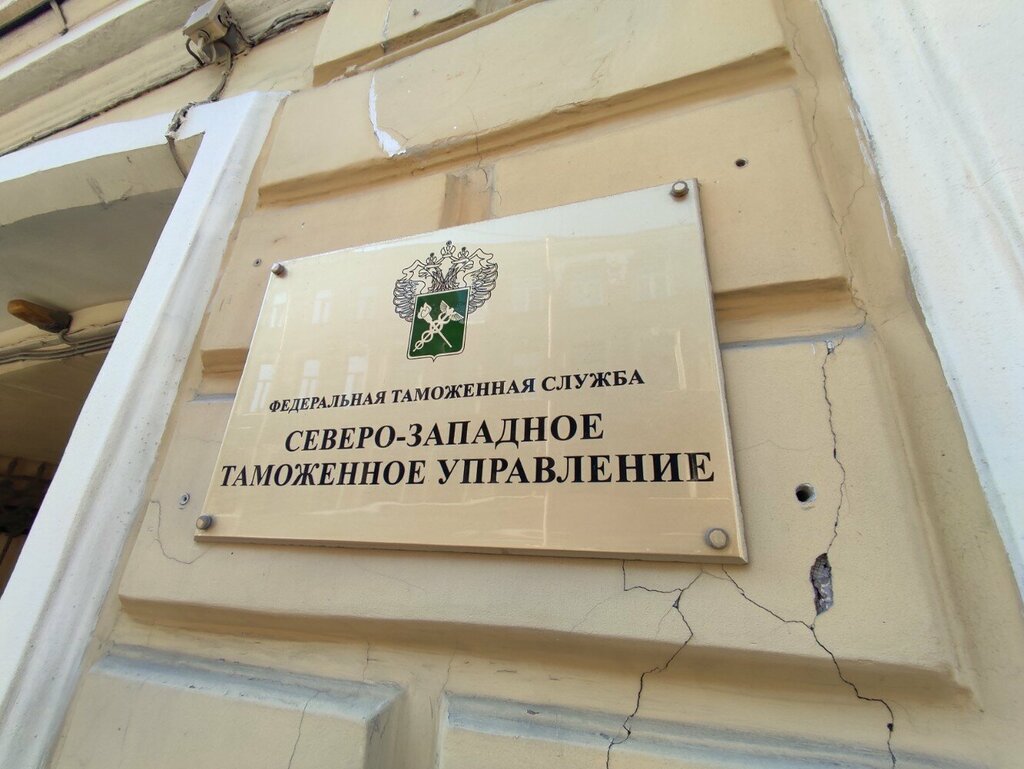 ФЕДЕРАЛЬНАЯ ТАМОЖЕННАЯ СЛУЖБА
СЕВЕРО-ЗАПАДНОЕ
ТАМОЖЕННОЕ УПРАВЛЕНИЕ